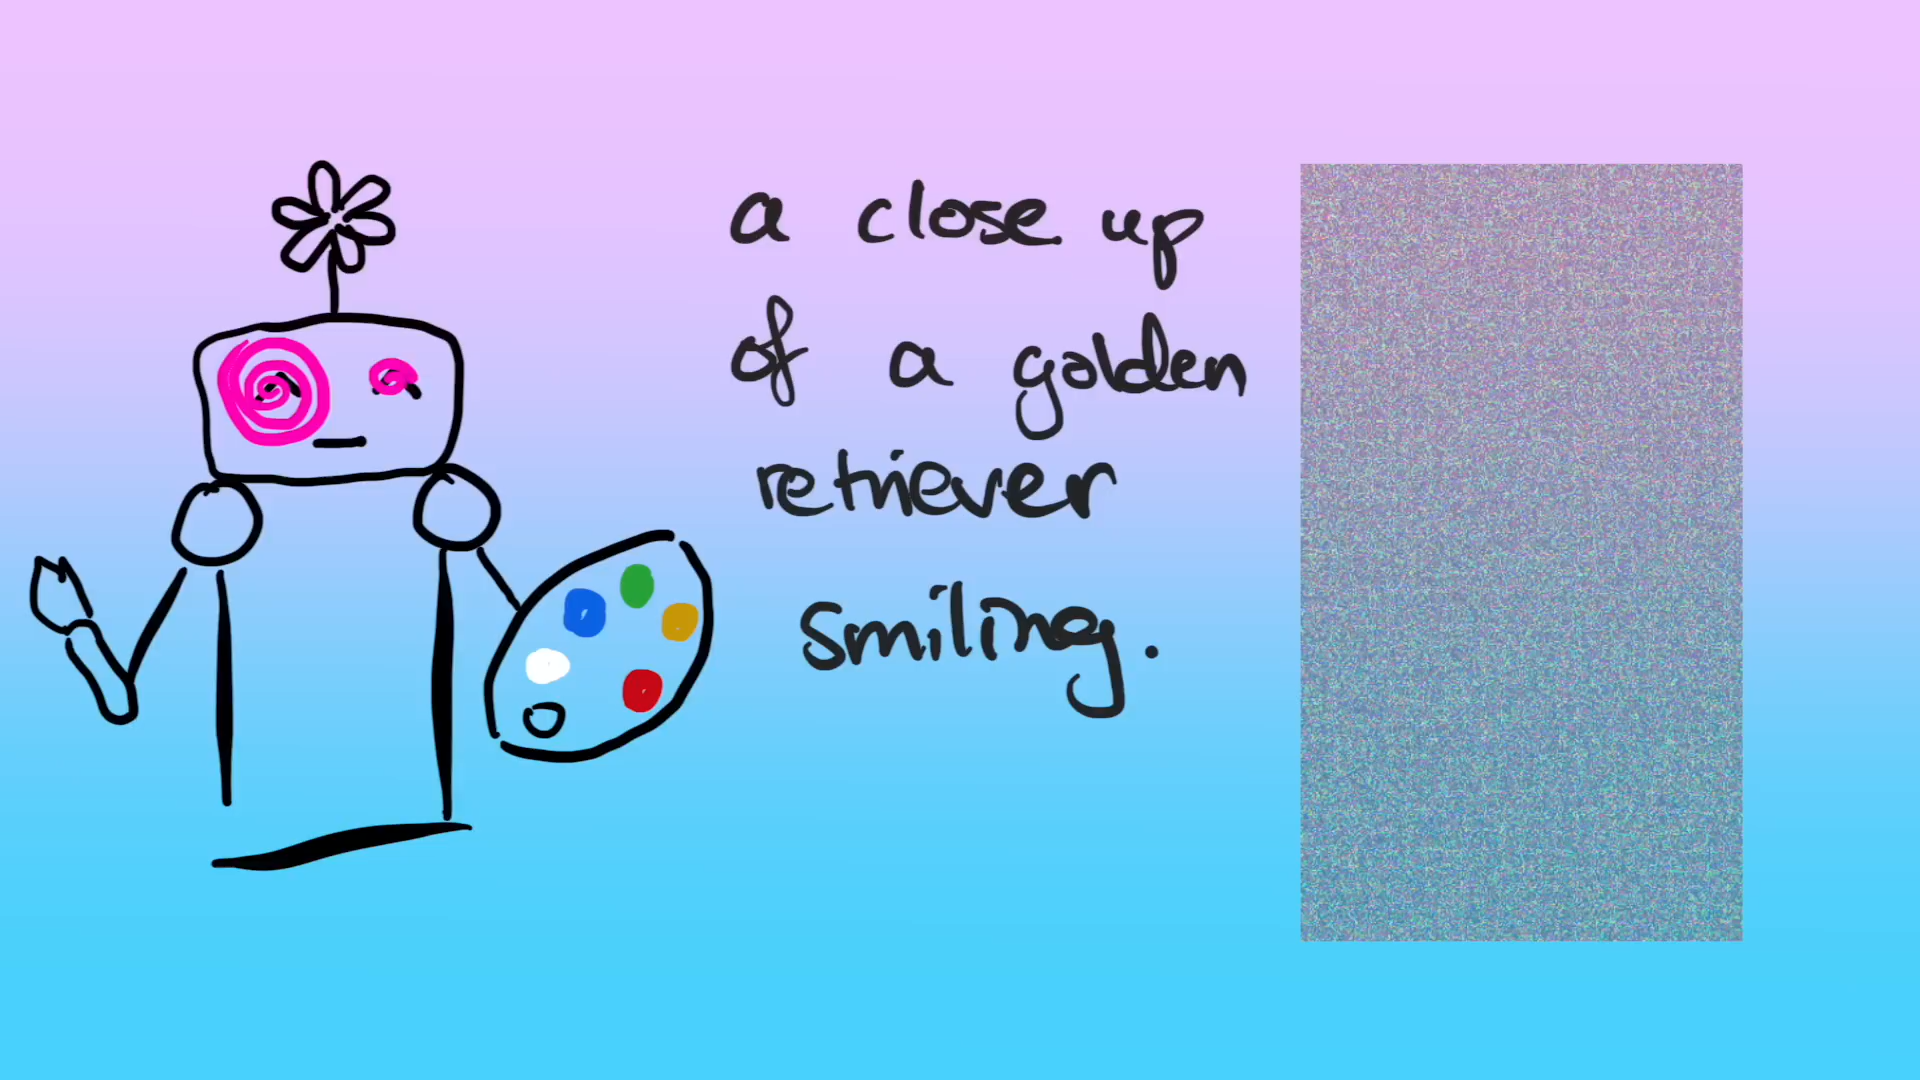 a close up
of a golden
retriever
smiling.